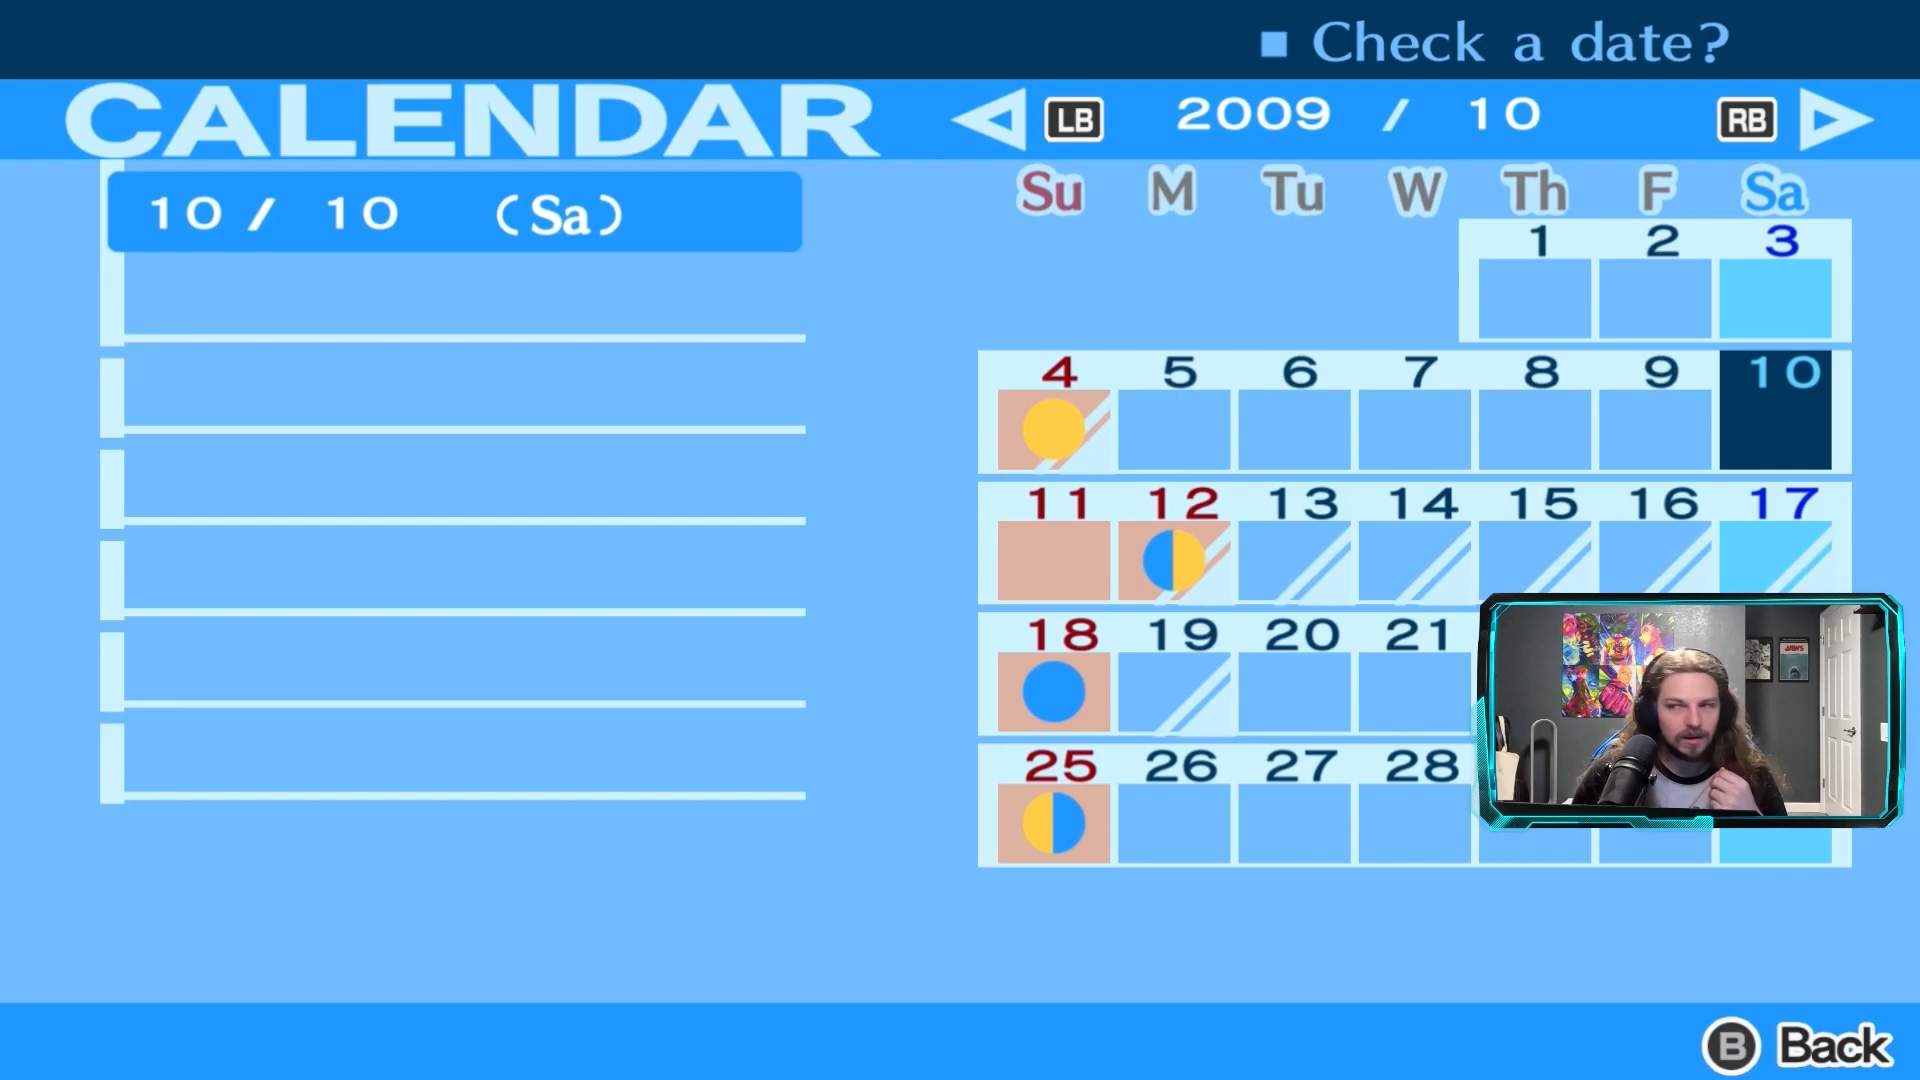 Check a date?
CALENDAR
LB 2009 / 10 RB
10 / 10 (Sa)
Su M Tu W Th F Sa
1 2 3
4 5 6 7 8 9 10
11 12 13 14 15 16 17
18 19 20 21
25 26 27 28
JAWS
B Back